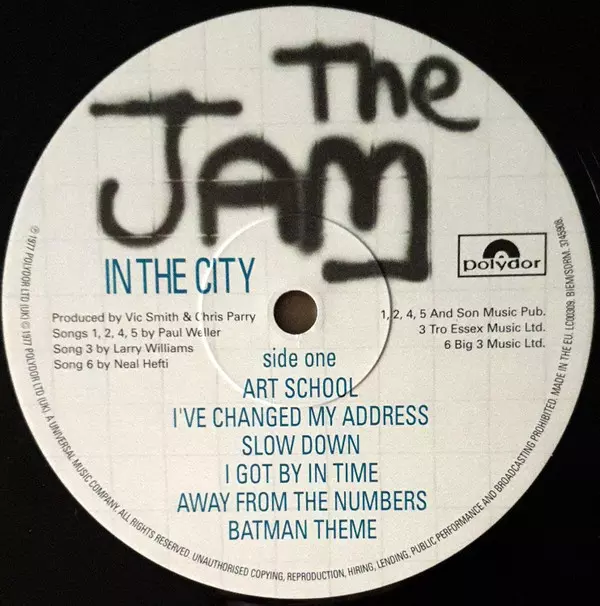 The
JAM
IN THE CITY
polydor
Produced by Vic Smith & Chris Parry
Songs 1, 2, 4, 5 by Paul Weller
Song 3 by Larry Williams
Song 6 by Neal Hefti
1, 2, 4, 5 And Son Music Pub.
3 Tro Essex Music Ltd.
6 Big 3 Music Ltd.
side one
ART SCHOOL
I'VE CHANGED MY ADDRESS
SLOW DOWN
I GOT BY IN TIME
AWAY FROM THE NUMBERS
BATMAN THEME
℗ 1977 POLYDOR LTD (UK). © 1977 POLYDOR LTD (UK). A UNIVERSAL MUSIC COMPANY. ALL RIGHTS RESERVED. UNAUTHORISED COPYING, REPRODUCTION, HIRING, LENDING, PUBLIC PERFORMANCE AND BROADCASTING PROHIBITED. MADE IN THE EU. LC00309. BIEM/SDRM. 3745908.